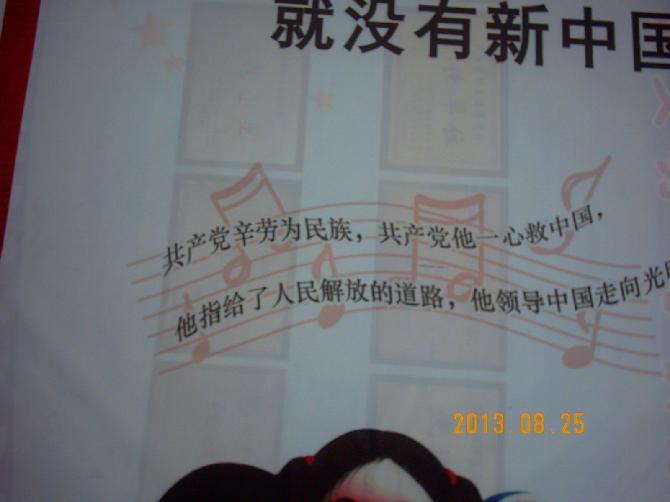 就没有新中国
共产党辛劳为民族，共产党他一心救中国，
他指给了人民解放的道路，他领导中国走向光
2013.08.25